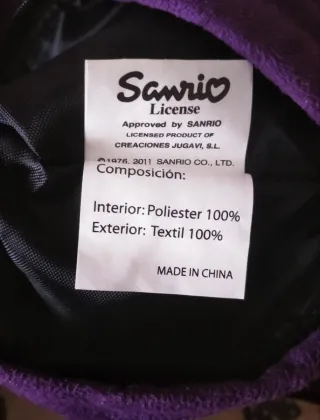 Sanrio
License
Approved by SANRIO
LICENSED PRODUCT OF
CREACIONES JUGAVI, S.L.
©1976, 2011 SANRIO CO., LTD.
Composición:
Interior: Poliester 100%
Exterior: Textil 100%
MADE IN CHINA